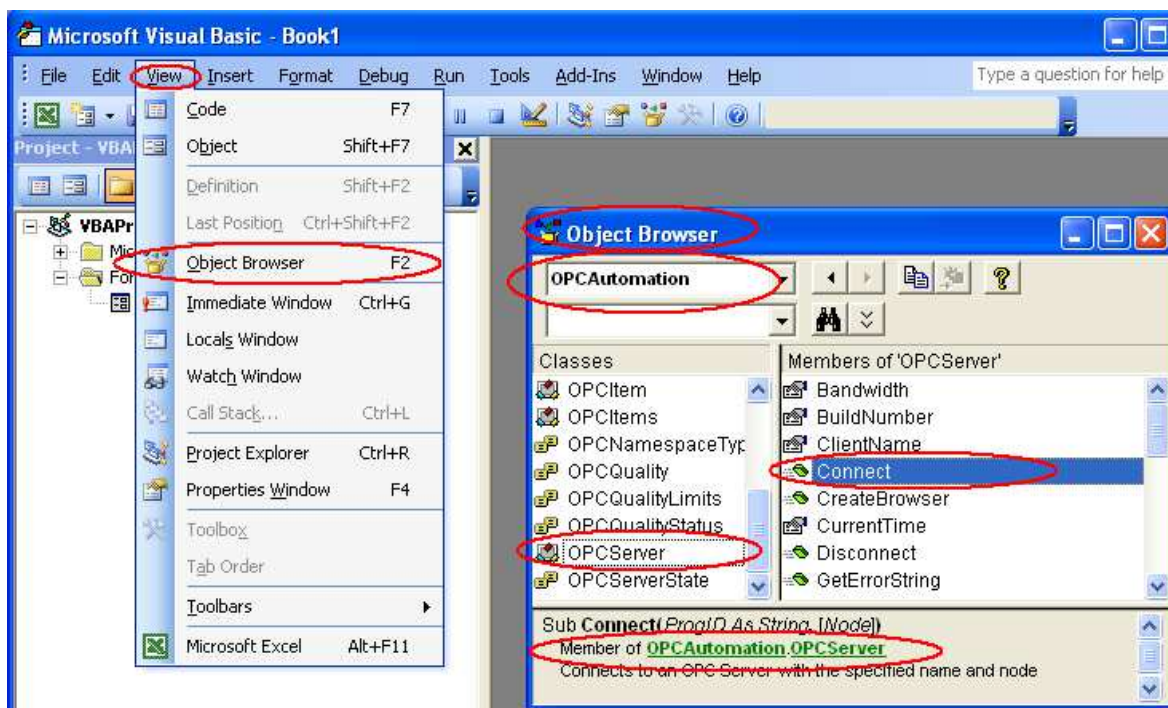 Microsoft Visual Basic - Book1
File Edit View Insert Format Debug Run Tools Add-Ins Window Help Type a question for help
Project - VBA
Code F7
Object Shift+F7
Definition Shift+F2
Last Position Ctrl+Shift+F2
Object Browser F2
Immediate Window Ctrl+G
Locals Window
Watch Window
Call Stack... Ctrl+L
Project Explorer Ctrl+R
Properties Window F4
Toolbox
Tab Order
Toolbars
Microsoft Excel Alt+F11
VBAPr
Mic
For
Object Browser
OPCAutomation
Classes
OPCItem
OPCItems
OPCNamespaceTyp
OPCQuality
OPCQualityLimits
OPCQualityStatus
OPCServer
OPCServerState
Members of 'OPCServer'
Bandwidth
BuildNumber
ClientName
Connect
CreateBrowser
CurrentTime
Disconnect
GetErrorString
Sub Connect(ProgID As String, [Node])
Member of OPCAutomation.OPCServer
Connects to an OPC Server with the specified name and node